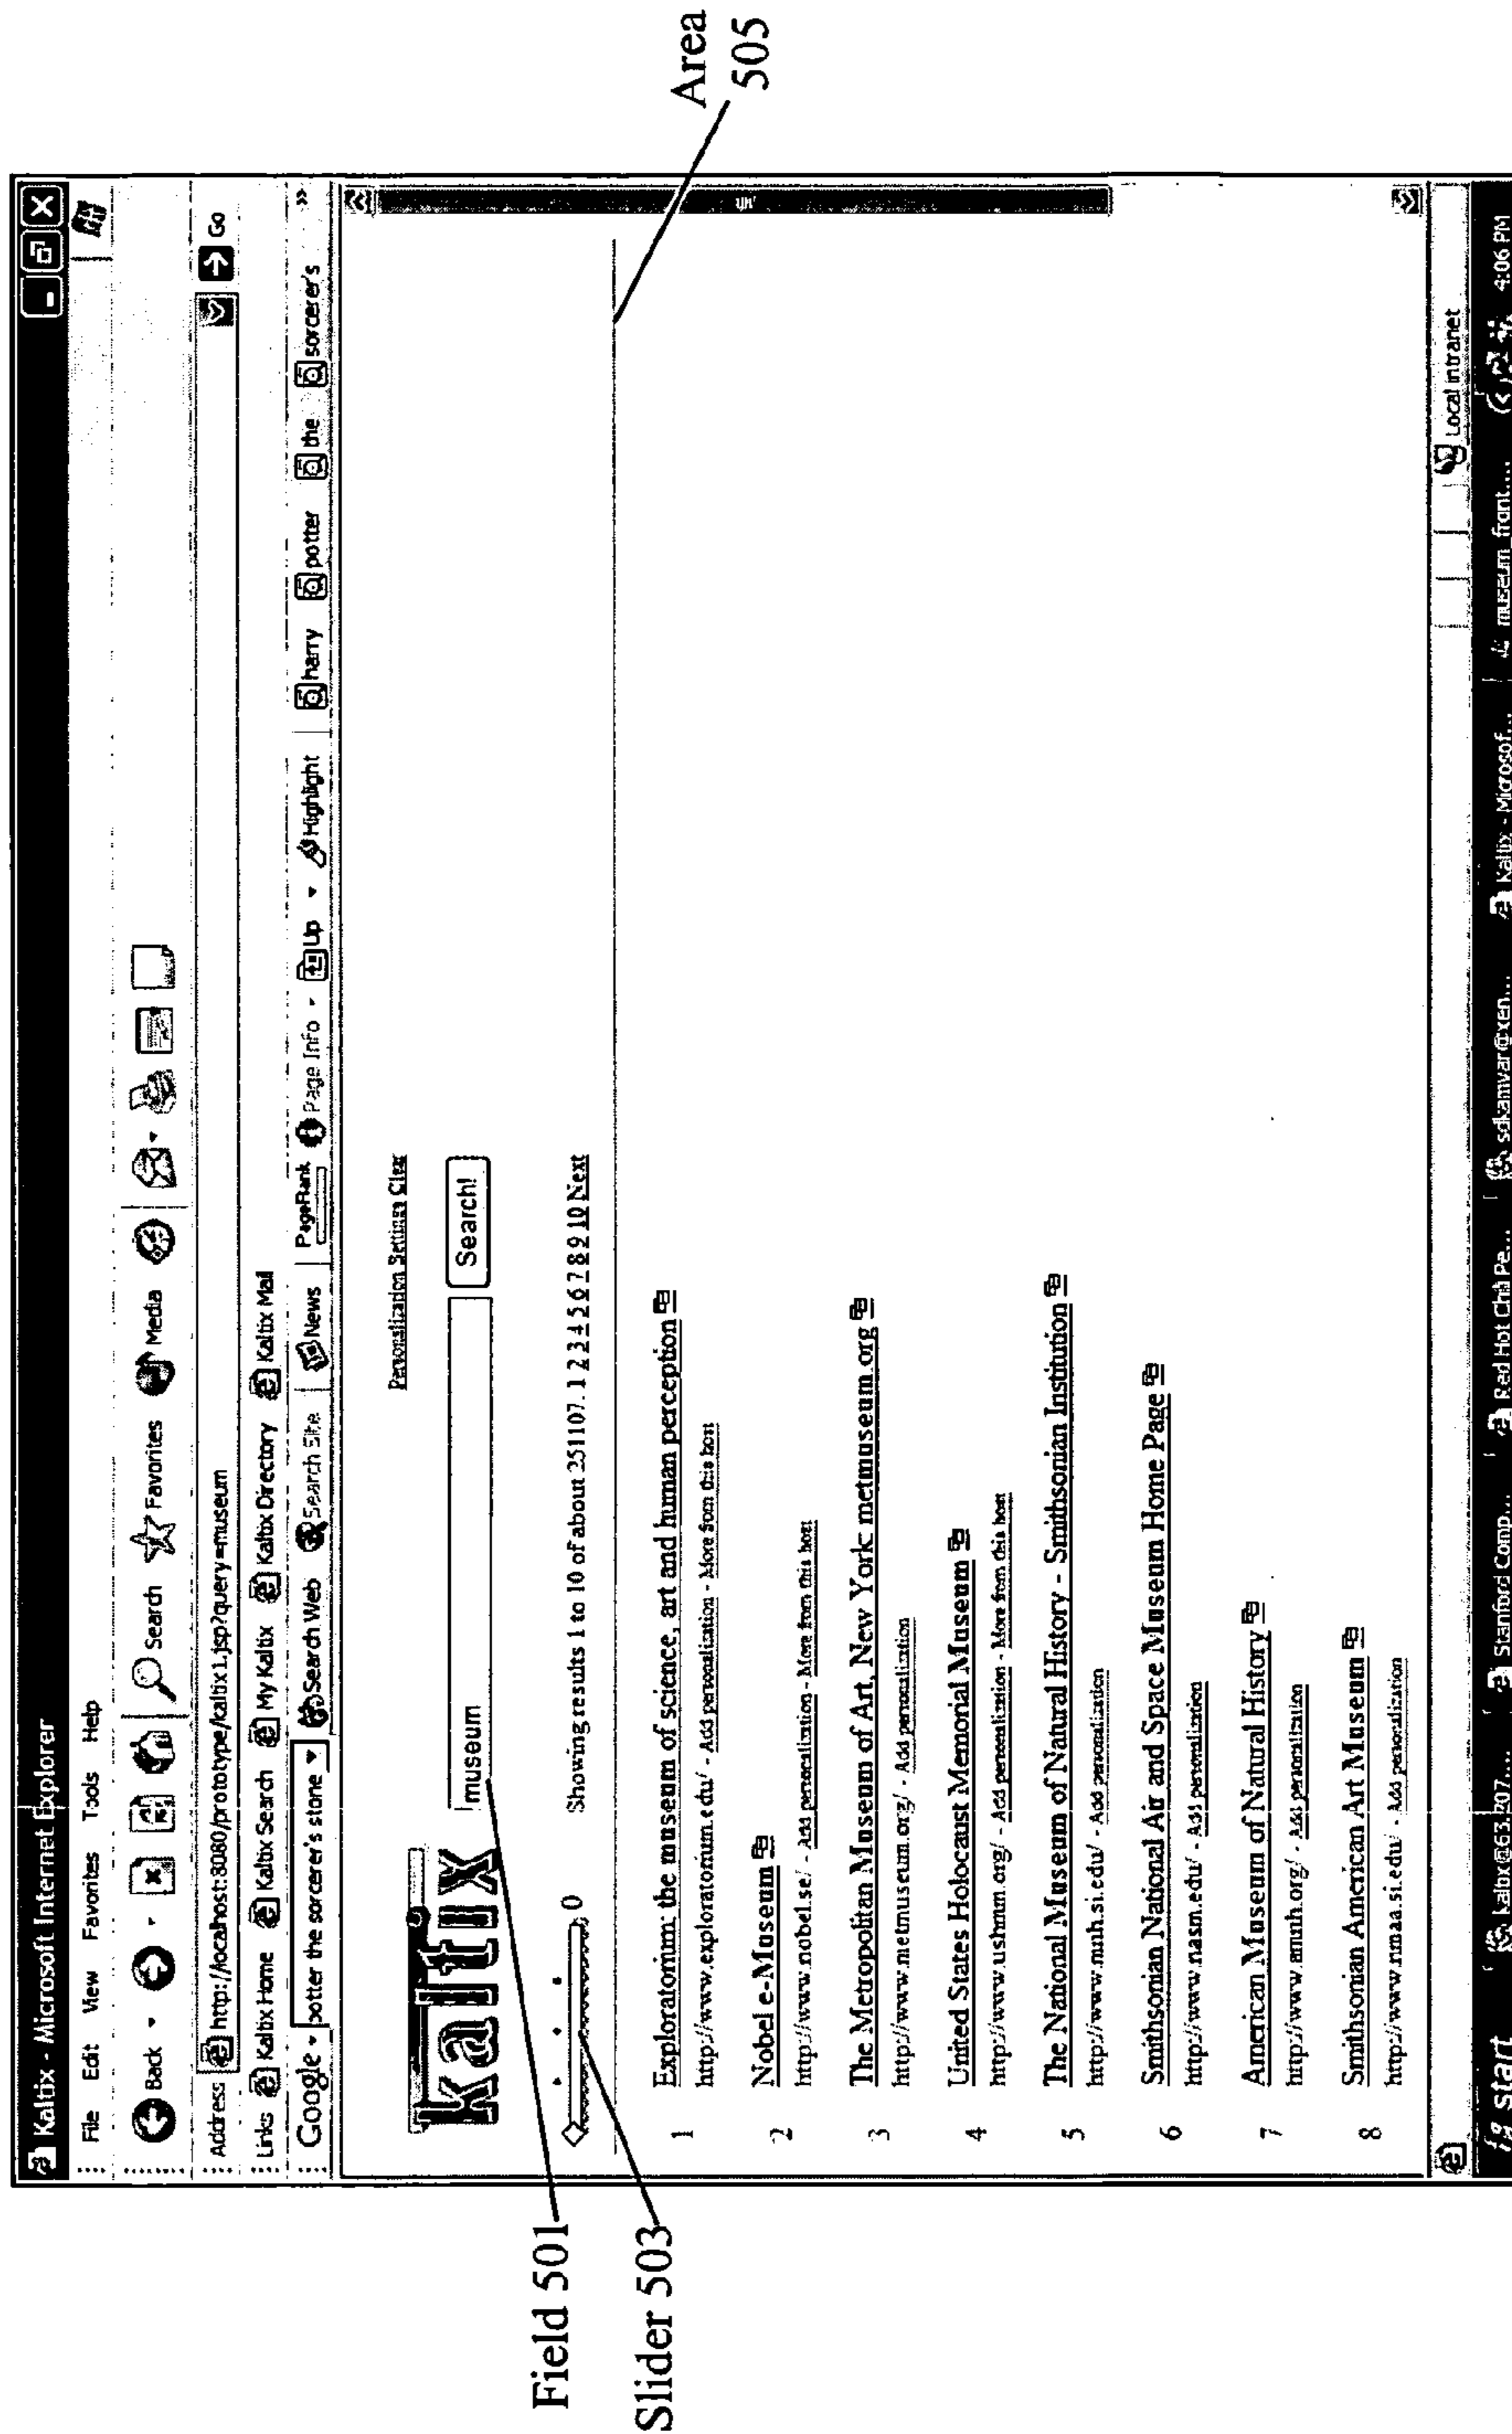 Kaltix - Microsoft Internet Explorer
File Edit View Favorites Tools Help
Back Search Favorites Media
Address http://localhost:8080/prototype/kaltix1.jsp?query=museum Go
Links Kaltix Home Kaltix Search My Kaltix Kaltix Directory Kaltix Mail
Google potter the sorcerer's stone Search Web Search Site News PageRank Page Info Up Highlight harry potter the sorcerer's »
Personalization Settings Clear
kaltix museum Search!
Field 501
0 Showing results 1 to 10 of about 251107. 1 2 3 4 5 6 7 8 9 10 Next
Slider 503
Area
505
1 Exploratorium: the museum of science, art and human perception
http://www.exploratorium.edu/ - Add personalization - More from this host
2 Nobel e-Museum
http://www.nobel.se/ - Add personalization - More from this host
3 The Metropolitan Museum of Art, New York: metmuseum.org
http://www.metmuseum.org/ - Add personalization
4 United States Holocaust Memorial Museum
http://www.ushmm.org/ - Add personalization - More from this host
5 The National Museum of Natural History - Smithsonian Institution
http://www.mnh.si.edu/ - Add personalization
6 Smithsonian National Air and Space Museum Home Page
http://www.nasm.edu/ - Add personalization
7 American Museum of Natural History
http://www.amnh.org/ - Add personalization
8 Smithsonian American Art Museum
http://www.nmaa.si.edu/ - Add personalization
Local intranet
start kaltix@63.207... Stanford Comp... Red Hot Chili Pe... sdkamvar@xen... Kaltix - Microsof... museum_front.... 4:06 PM